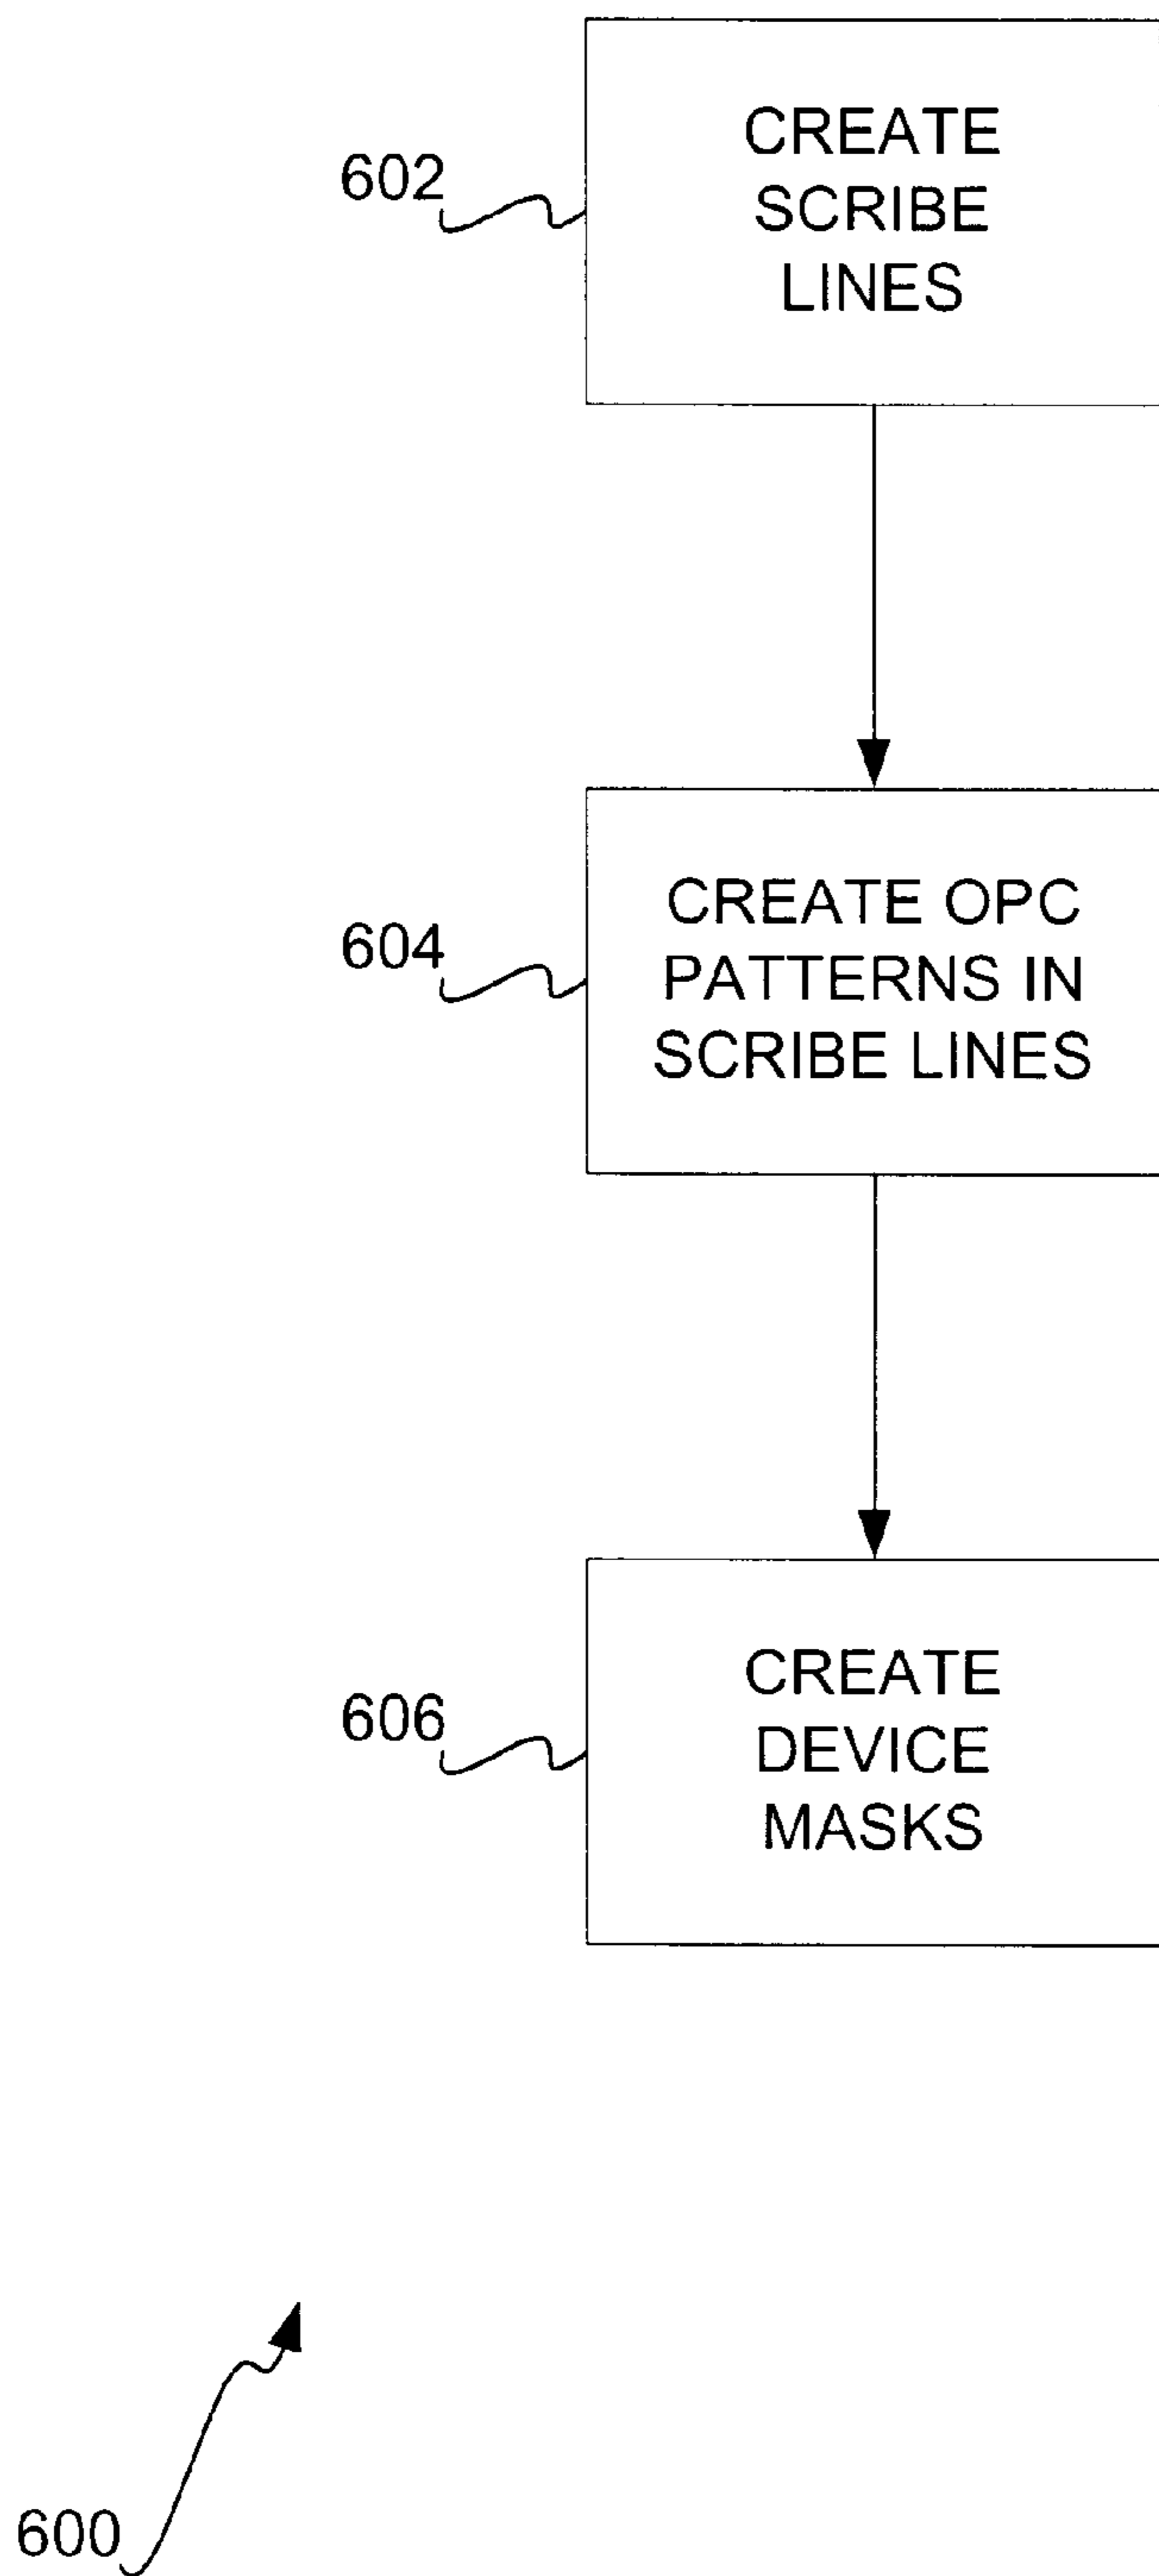 602
CREATE
SCRIBE
LINES
604
CREATE OPC
PATTERNS IN
SCRIBE LINES
606
CREATE
DEVICE
MASKS
600